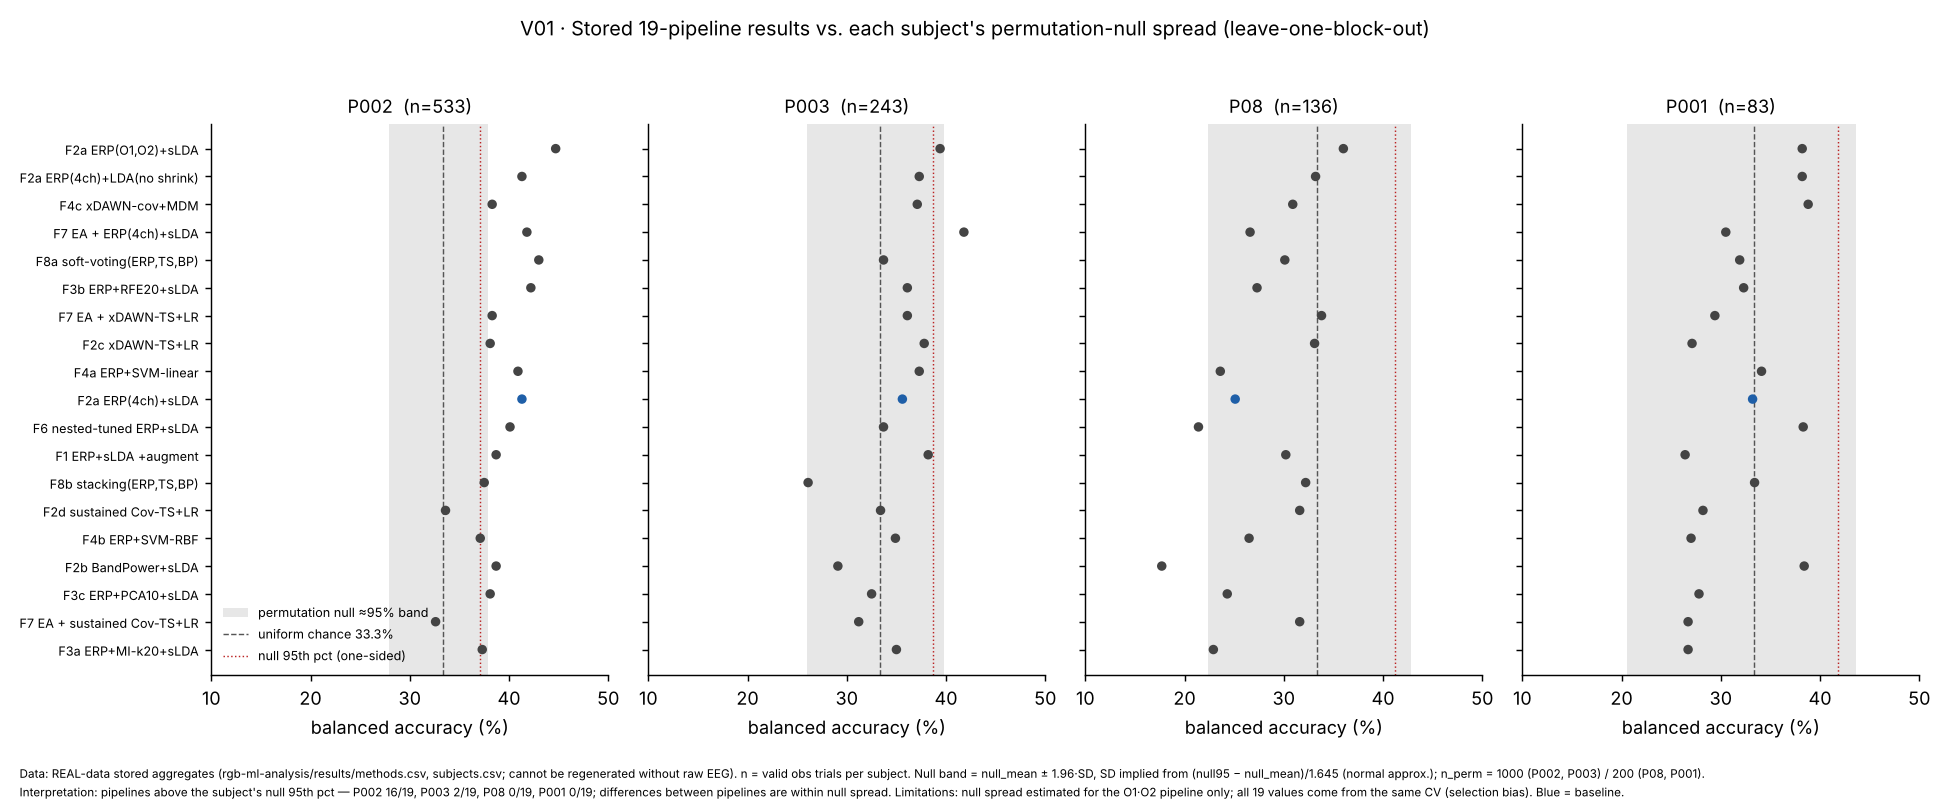 V01 · Stored 19-pipeline results vs. each subject's permutation-null spread (leave-one-block-out)
P002 (n=533)
P003 (n=243)
P08 (n=136)
P001 (n=83)
F2a ERP(O1,O2)+sLDA
F2a ERP(4ch)+LDA(no shrink)
F4c xDAWN-cov+MDM
F7 EA + ERP(4ch)+sLDA
F8a soft-voting(ERP,TS,BP)
F3b ERP+RFE20+sLDA
F7 EA + xDAWN-TS+LR
F2c xDAWN-TS+LR
F4a ERP+SVM-linear
F2a ERP(4ch)+sLDA
F6 nested-tuned ERP+sLDA
F1 ERP+sLDA +augment
F8b stacking(ERP,TS,BP)
F2d sustained Cov-TS+LR
F4b ERP+SVM-RBF
F2b BandPower+sLDA
F3c ERP+PCA10+sLDA
F7 EA + sustained Cov-TS+LR
F3a ERP+MI-k20+sLDA
permutation null ≈95% band
uniform chance 33.3%
null 95th pct (one-sided)
10 20 30 40 50
10 20 30 40 50
10 20 30 40 50
10 20 30 40 50
balanced accuracy (%)
balanced accuracy (%)
balanced accuracy (%)
balanced accuracy (%)
Data: REAL-data stored aggregates (rgb-ml-analysis/results/methods.csv, subjects.csv; cannot be regenerated without raw EEG). n = valid obs trials per subject. Null band = null_mean ± 1.96·SD, SD implied from (null95 − null_mean)/1.645 (normal approx.); n_perm = 1000 (P002, P003) / 200 (P08, P001).
Interpretation: pipelines above the subject's null 95th pct — P002 16/19, P003 2/19, P08 0/19, P001 0/19; differences between pipelines are within null spread. Limitations: null spread estimated for the O1·O2 pipeline only; all 19 values come from the same CV (selection bias). Blue = baseline.